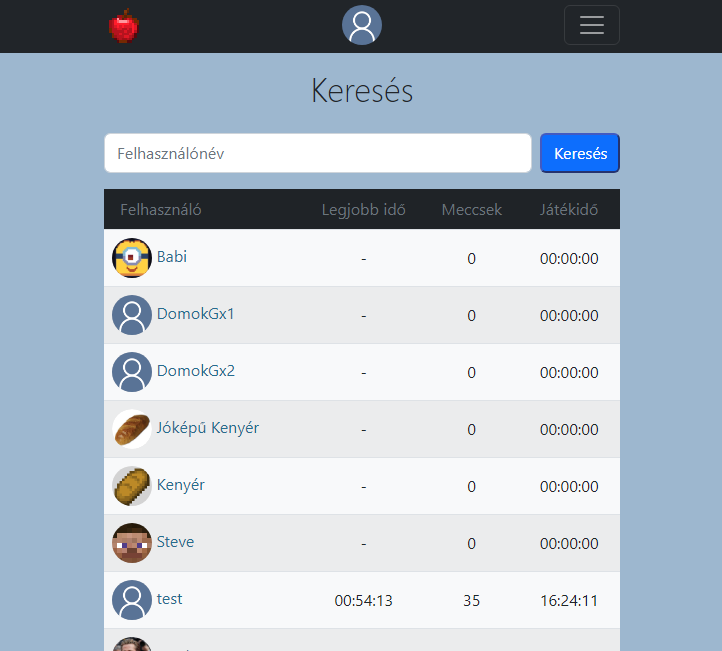 Keresés
Felhasználónév Keresés
Felhasználó Legjobb idő Meccsek Játékidő
Babi - 0 00:00:00
DomokGx1 - 0 00:00:00
DomokGx2 - 0 00:00:00
Jóképű Kenyér - 0 00:00:00
Kenyér - 0 00:00:00
Steve - 0 00:00:00
test 00:54:13 35 16:24:11